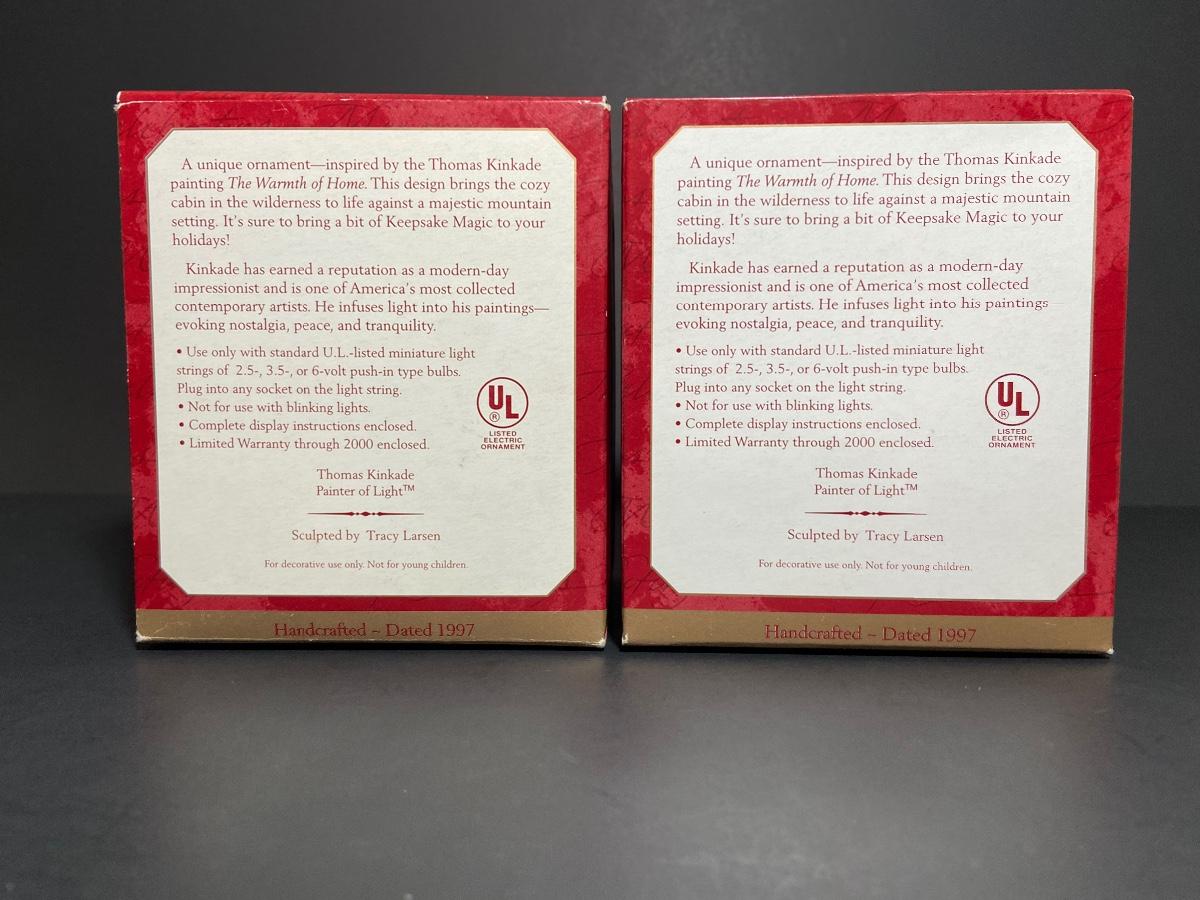 A unique ornament—inspired by the Thomas Kinkade
painting The Warmth of Home. This design brings the cozy
cabin in the wilderness to life against a majestic mountain
setting. It's sure to bring a bit of Keepsake Magic to your
holidays!
Kinkade has earned a reputation as a modern-day
impressionist and is one of America's most collected
contemporary artists. He infuses light into his paintings—
evoking nostalgia, peace, and tranquility.
• Use only with standard U.L.-listed miniature light
strings of 2.5-, 3.5-, or 6-volt push-in type bulbs.
Plug into any socket on the light string.
• Not for use with blinking lights.
• Complete display instructions enclosed.
• Limited Warranty through 2000 enclosed.
UL ®
LISTED
ELECTRIC
ORNAMENT
Thomas Kinkade
Painter of Light™
Sculpted by Tracy Larsen
For decorative use only. Not for young children.
Handcrafted ~ Dated 1997
A unique ornament—inspired by the Thomas Kinkade
painting The Warmth of Home. This design brings the cozy
cabin in the wilderness to life against a majestic mountain
setting. It's sure to bring a bit of Keepsake Magic to your
holidays!
Kinkade has earned a reputation as a modern-day
impressionist and is one of America's most collected
contemporary artists. He infuses light into his paintings—
evoking nostalgia, peace, and tranquility.
• Use only with standard U.L.-listed miniature light
strings of 2.5-, 3.5-, or 6-volt push-in type bulbs.
Plug into any socket on the light string.
• Not for use with blinking lights.
• Complete display instructions enclosed.
• Limited Warranty through 2000 enclosed.
UL ®
LISTED
ELECTRIC
ORNAMENT
Thomas Kinkade
Painter of Light™
Sculpted by Tracy Larsen
For decorative use only. Not for young children.
Handcrafted ~ Dated 1997